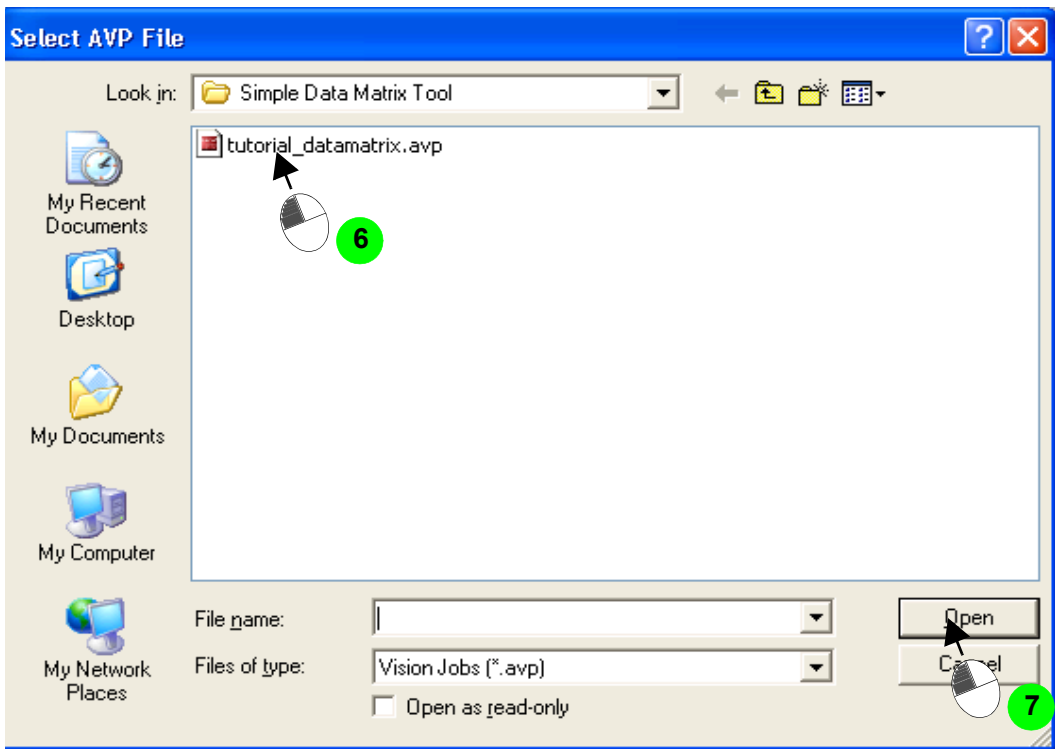 Select AVP File
Look in: Simple Data Matrix Tool
tutorial_datamatrix.avp
6
My Recent
Documents
Desktop
My Documents
My Computer
My Network
Places
File name:
Open
Files of type: Vision Jobs (*.avp)
Cancel
Open as read-only
7